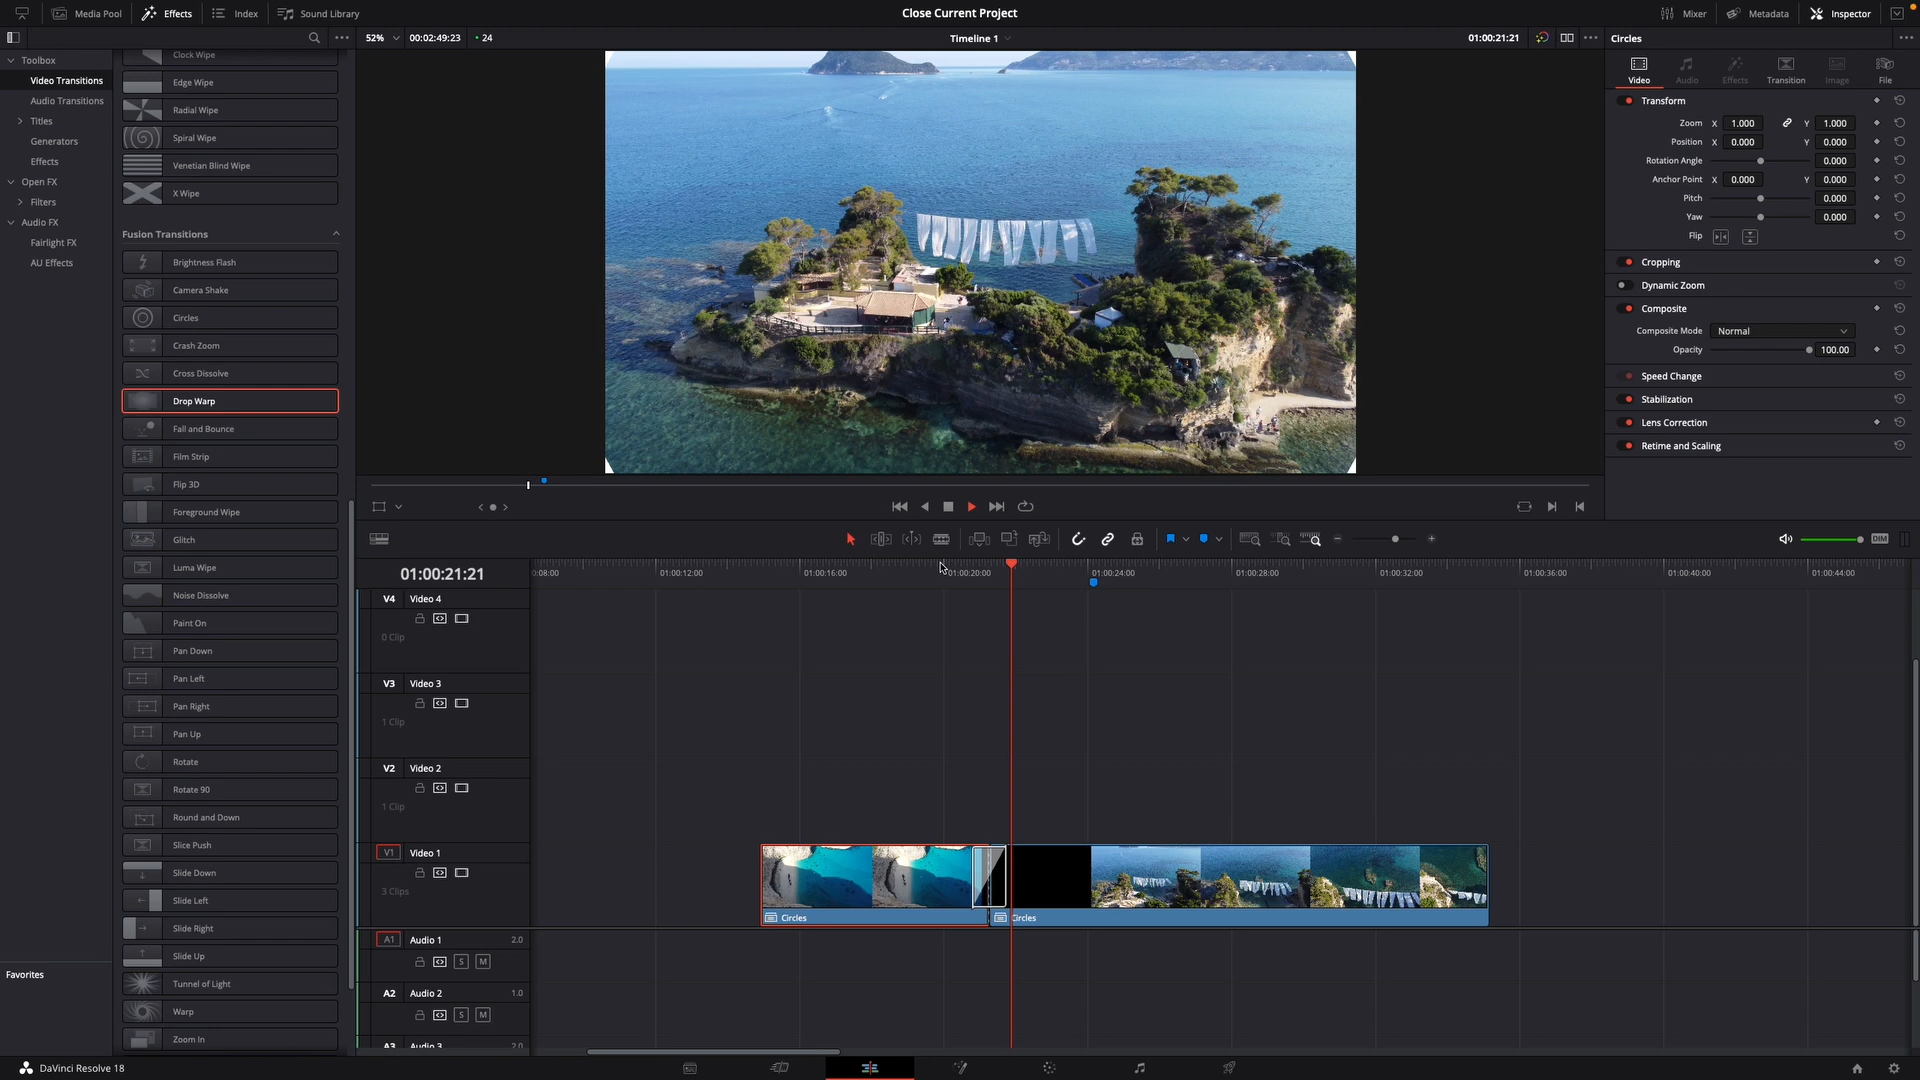 Media Pool
Effects
Index
Sound Library
Close Current Project
Mixer
Metadata
Inspector
52%
00:02:49:23
24
Timeline 1
01:00:21:21
Circles
Toolbox
Video Transitions
Audio Transitions
Titles
Generators
Effects
Open FX
Filters
Audio FX
Fairlight FX
AU Effects
Favorites
Clock Wipe
Edge Wipe
Radial Wipe
Spiral Wipe
Venetian Blind Wipe
X Wipe
Fusion Transitions
Brightness Flash
Camera Shake
Circles
Crash Zoom
Cross Dissolve
Drop Warp
Fall and Bounce
Film Strip
Flip 3D
Foreground Wipe
Glitch
Luma Wipe
Noise Dissolve
Paint On
Pan Down
Pan Left
Pan Right
Pan Up
Rotate
Rotate 90
Round and Down
Slice Push
Slide Down
Slide Left
Slide Right
Slide Up
Tunnel of Light
Warp
Zoom In
Video
Audio
Effects
Transition
Image
File
Transform
Zoom X 1.000 Y 1.000
Position X 0.000 Y 0.000
Rotation Angle 0.000
Anchor Point X 0.000 Y 0.000
Pitch 0.000
Yaw 0.000
Flip
Cropping
Dynamic Zoom
Composite
Composite Mode Normal
Opacity 100.00
Speed Change
Stabilization
Lens Correction
Retime and Scaling
DIM
01:00:21:21
0:08:00
01:00:12:00
01:00:16:00
01:00:20:00
01:00:24:00
01:00:28:00
01:00:32:00
01:00:36:00
01:00:40:00
01:00:44:00
V4 Video 4
0 Clip
V3 Video 3
1 Clip
V2 Video 2
1 Clip
V1 Video 1
3 Clips
Circles
Circles
A1 Audio 1 2.0
S M
A2 Audio 2 1.0
S M
A3 Audio 3 2.0
DaVinci Resolve 18